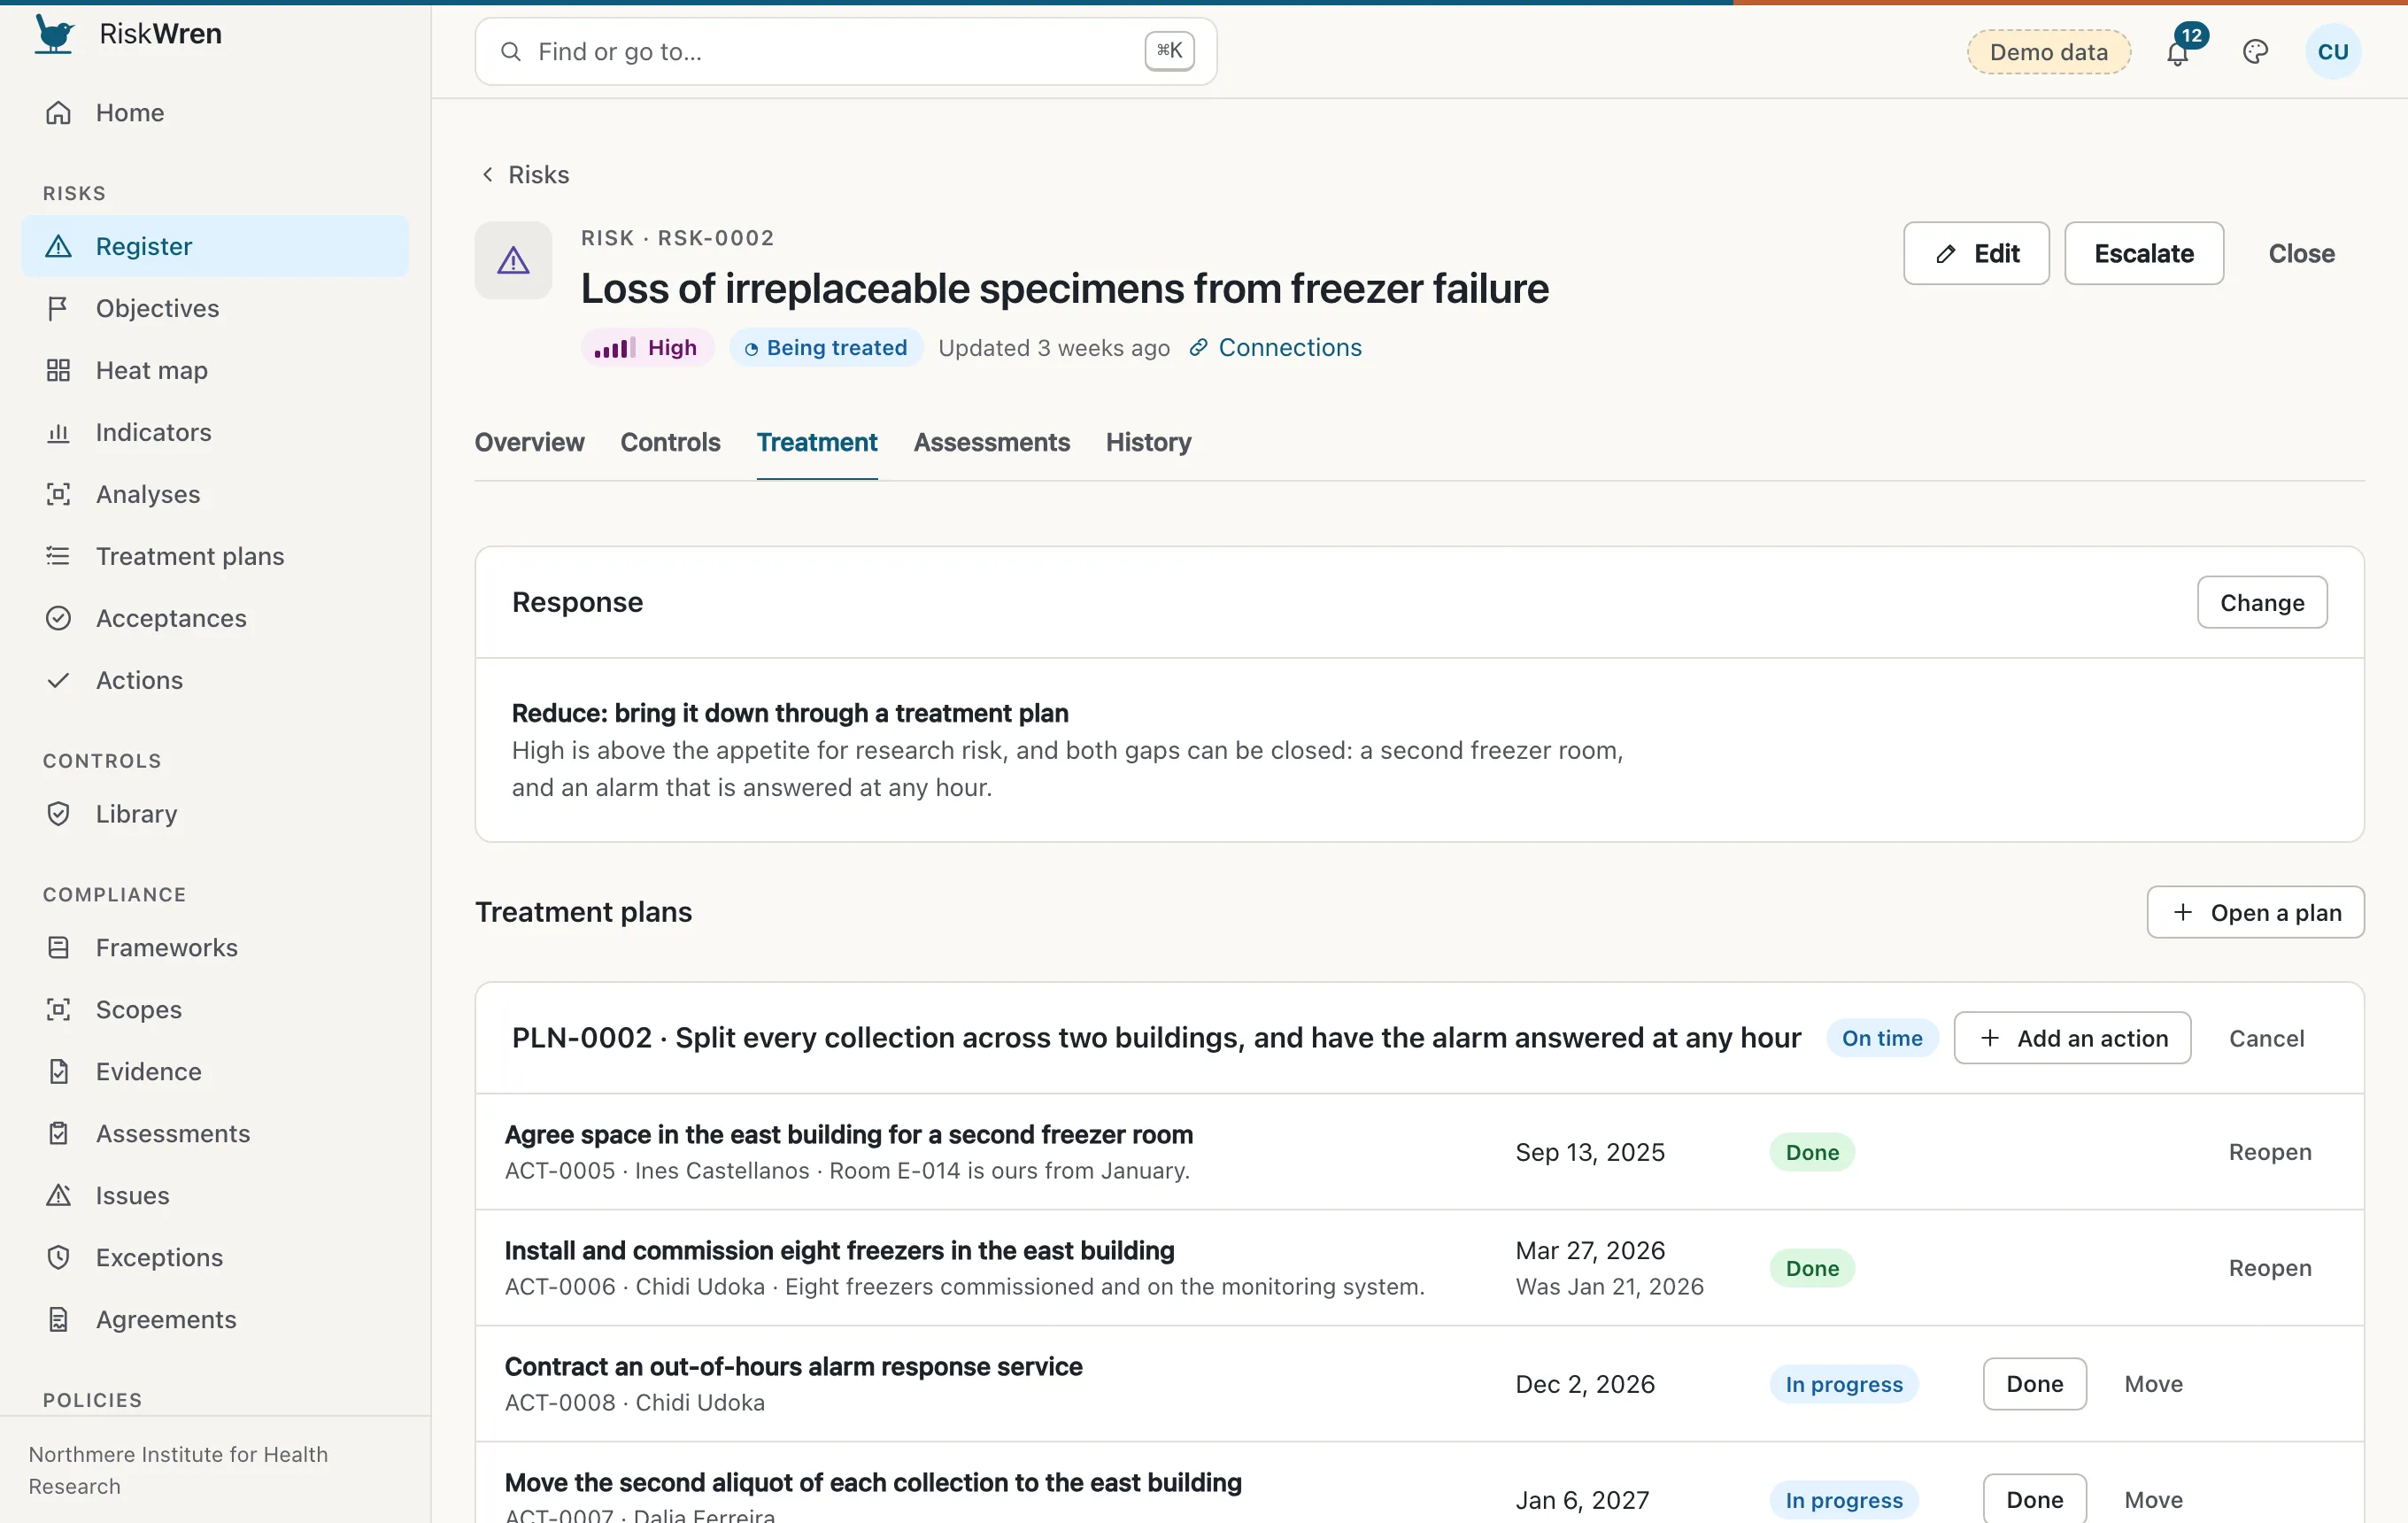 RiskWren
Find or go to...
⌘K
Demo data
12
CU
Home
RISKS
Register
Objectives
Heat map
Indicators
Analyses
Treatment plans
Acceptances
Actions
CONTROLS
Library
COMPLIANCE
Frameworks
Scopes
Evidence
Assessments
Issues
Exceptions
Agreements
POLICIES
Northmere Institute for Health
Research
Risks
RISK · RSK-0002
Loss of irreplaceable specimens from freezer failure
Edit
Escalate
Close
High
Being treated
Updated 3 weeks ago
Connections
Overview
Controls
Treatment
Assessments
History
Response
Change
Reduce: bring it down through a treatment plan
High is above the appetite for research risk, and both gaps can be closed: a second freezer room,
and an alarm that is answered at any hour.
Treatment plans
Open a plan
PLN-0002 · Split every collection across two buildings, and have the alarm answered at any hour
On time
Add an action
Cancel
Agree space in the east building for a second freezer room
ACT-0005 · Ines Castellanos · Room E-014 is ours from January.
Sep 13, 2025
Done
Reopen
Install and commission eight freezers in the east building
ACT-0006 · Chidi Udoka · Eight freezers commissioned and on the monitoring system.
Mar 27, 2026
Was Jan 21, 2026
Done
Reopen
Contract an out-of-hours alarm response service
ACT-0008 · Chidi Udoka
Dec 2, 2026
In progress
Done
Move
Move the second aliquot of each collection to the east building
ACT-0007 · Dalia Ferreira
Jan 6, 2027
In progress
Done
Move